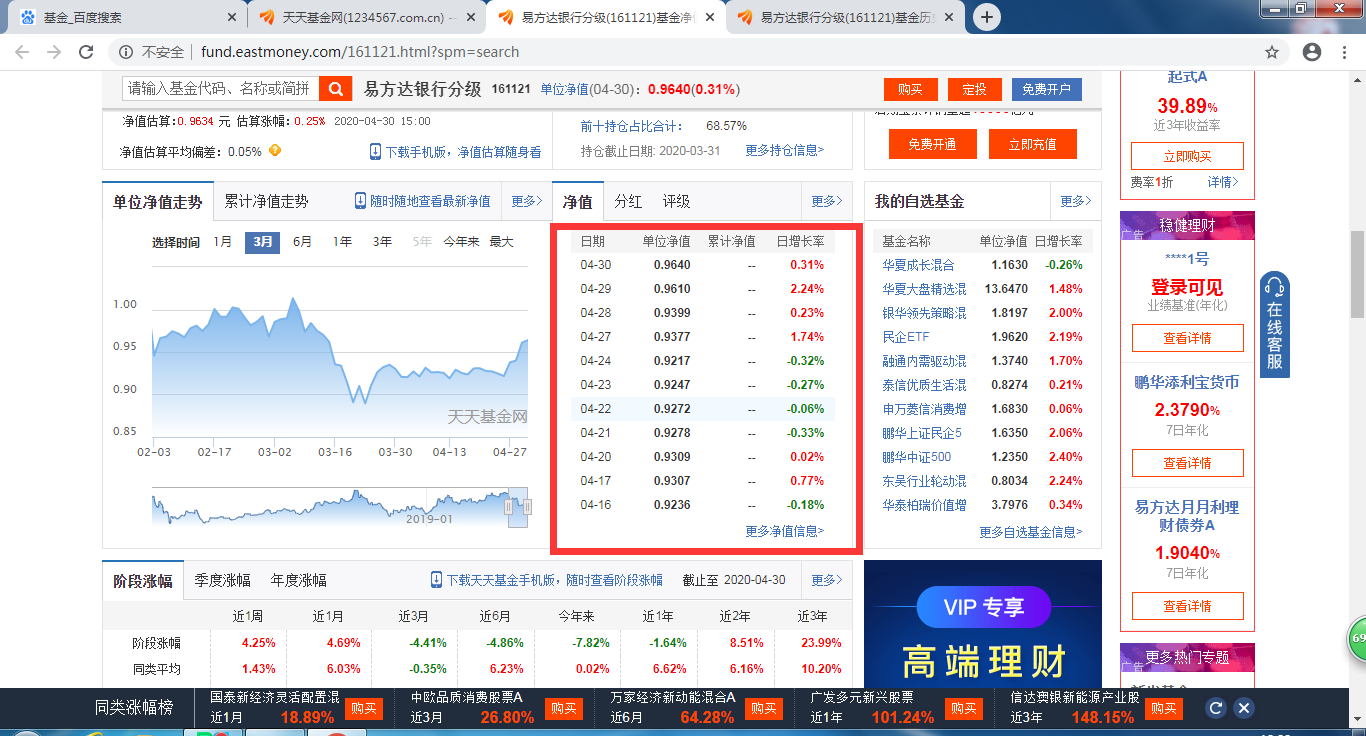 基金_百度搜索
天天基金网(1234567.com.cn) --
易方达银行分级(161121)基金净值
易方达银行分级(161121)基金历史
不安全 | fund.eastmoney.com/161121.html?spm=search
请输入基金代码、名称或简拼
易方达银行分级 161121 单位净值(04-30)：0.9640(0.31%)
购买 定投 免费开户
净值估算:0.9634 元 估算涨幅: 0.25% 2020-04-30 15:00
净值估算平均偏差：0.05%
下载手机版，净值估算随身看
前十持仓占比合计： 68.57%
持仓截止日期: 2020-03-31 更多持仓信息>
免费开通 立即充值
单位净值走势 累计净值走势 随时随地查看最新净值 更多>
选择时间 1月 3月 6月 1年 3年 5年 今年来 最大
1.00
0.95
0.90
0.85
天天基金网
02-03 02-17 03-02 03-16 03-30 04-13 04-27
2019-01
净值 分红 评级 更多>
日期 单位净值 累计净值 日增长率
04-30 0.9640 -- 0.31%
04-29 0.9610 -- 2.24%
04-28 0.9399 -- 0.23%
04-27 0.9377 -- 1.74%
04-24 0.9217 -- -0.32%
04-23 0.9247 -- -0.27%
04-22 0.9272 -- -0.06%
04-21 0.9278 -- -0.33%
04-20 0.9309 -- 0.02%
04-17 0.9307 -- 0.77%
04-16 0.9236 -- -0.18%
更多净值信息>
我的自选基金 更多>
基金名称 单位净值 日增长率
华夏成长混合 1.1630 -0.26%
华夏大盘精选混 13.6470 1.48%
银华领先策略混 1.8197 2.00%
民企ETF 1.9620 2.19%
融通内需驱动混 1.3740 1.70%
泰信优质生活混 0.8274 0.21%
申万菱信消费增 1.6830 0.06%
鹏华上证民企5 1.6350 2.06%
鹏华中证500 1.2350 2.40%
东吴行业轮动混 0.8034 2.24%
华泰柏瑞价值增 3.7976 0.34%
更多自选基金信息>
起式A
39.89%
近3年收益率
立即购买
费率1折 详情>
稳健理财
广告
****1号
登录可见
业绩基准(年化)
查看详情
鹏华添利宝货币
2.3790%
7日年化
查看详情
易方达月月利理
财债券A
1.9040%
7日年化
查看详情
更多热门专题
广告
在线客服
69
阶段涨幅 季度涨幅 年度涨幅 下载天天基金手机版，随时查看阶段涨幅 截止至 2020-04-30 更多>
近1周 近1月 近3月 近6月 今年来 近1年 近2年 近3年
阶段涨幅 4.25% 4.69% -4.41% -4.86% -7.82% -1.64% 8.51% 23.99%
同类平均 1.43% 6.03% -0.35% 6.23% 0.02% 6.62% 6.16% 10.20%
VIP 专享
高端理财
同类涨幅榜
国泰新经济灵活配置混
近1月 18.89% 购买
中欧品质消费股票A
近3月 26.80% 购买
万家经济新动能混合A
近6月 64.28% 购买
广发多元新兴股票
近1年 101.24% 购买
信达澳银新能源产业股
近3年 148.15% 购买